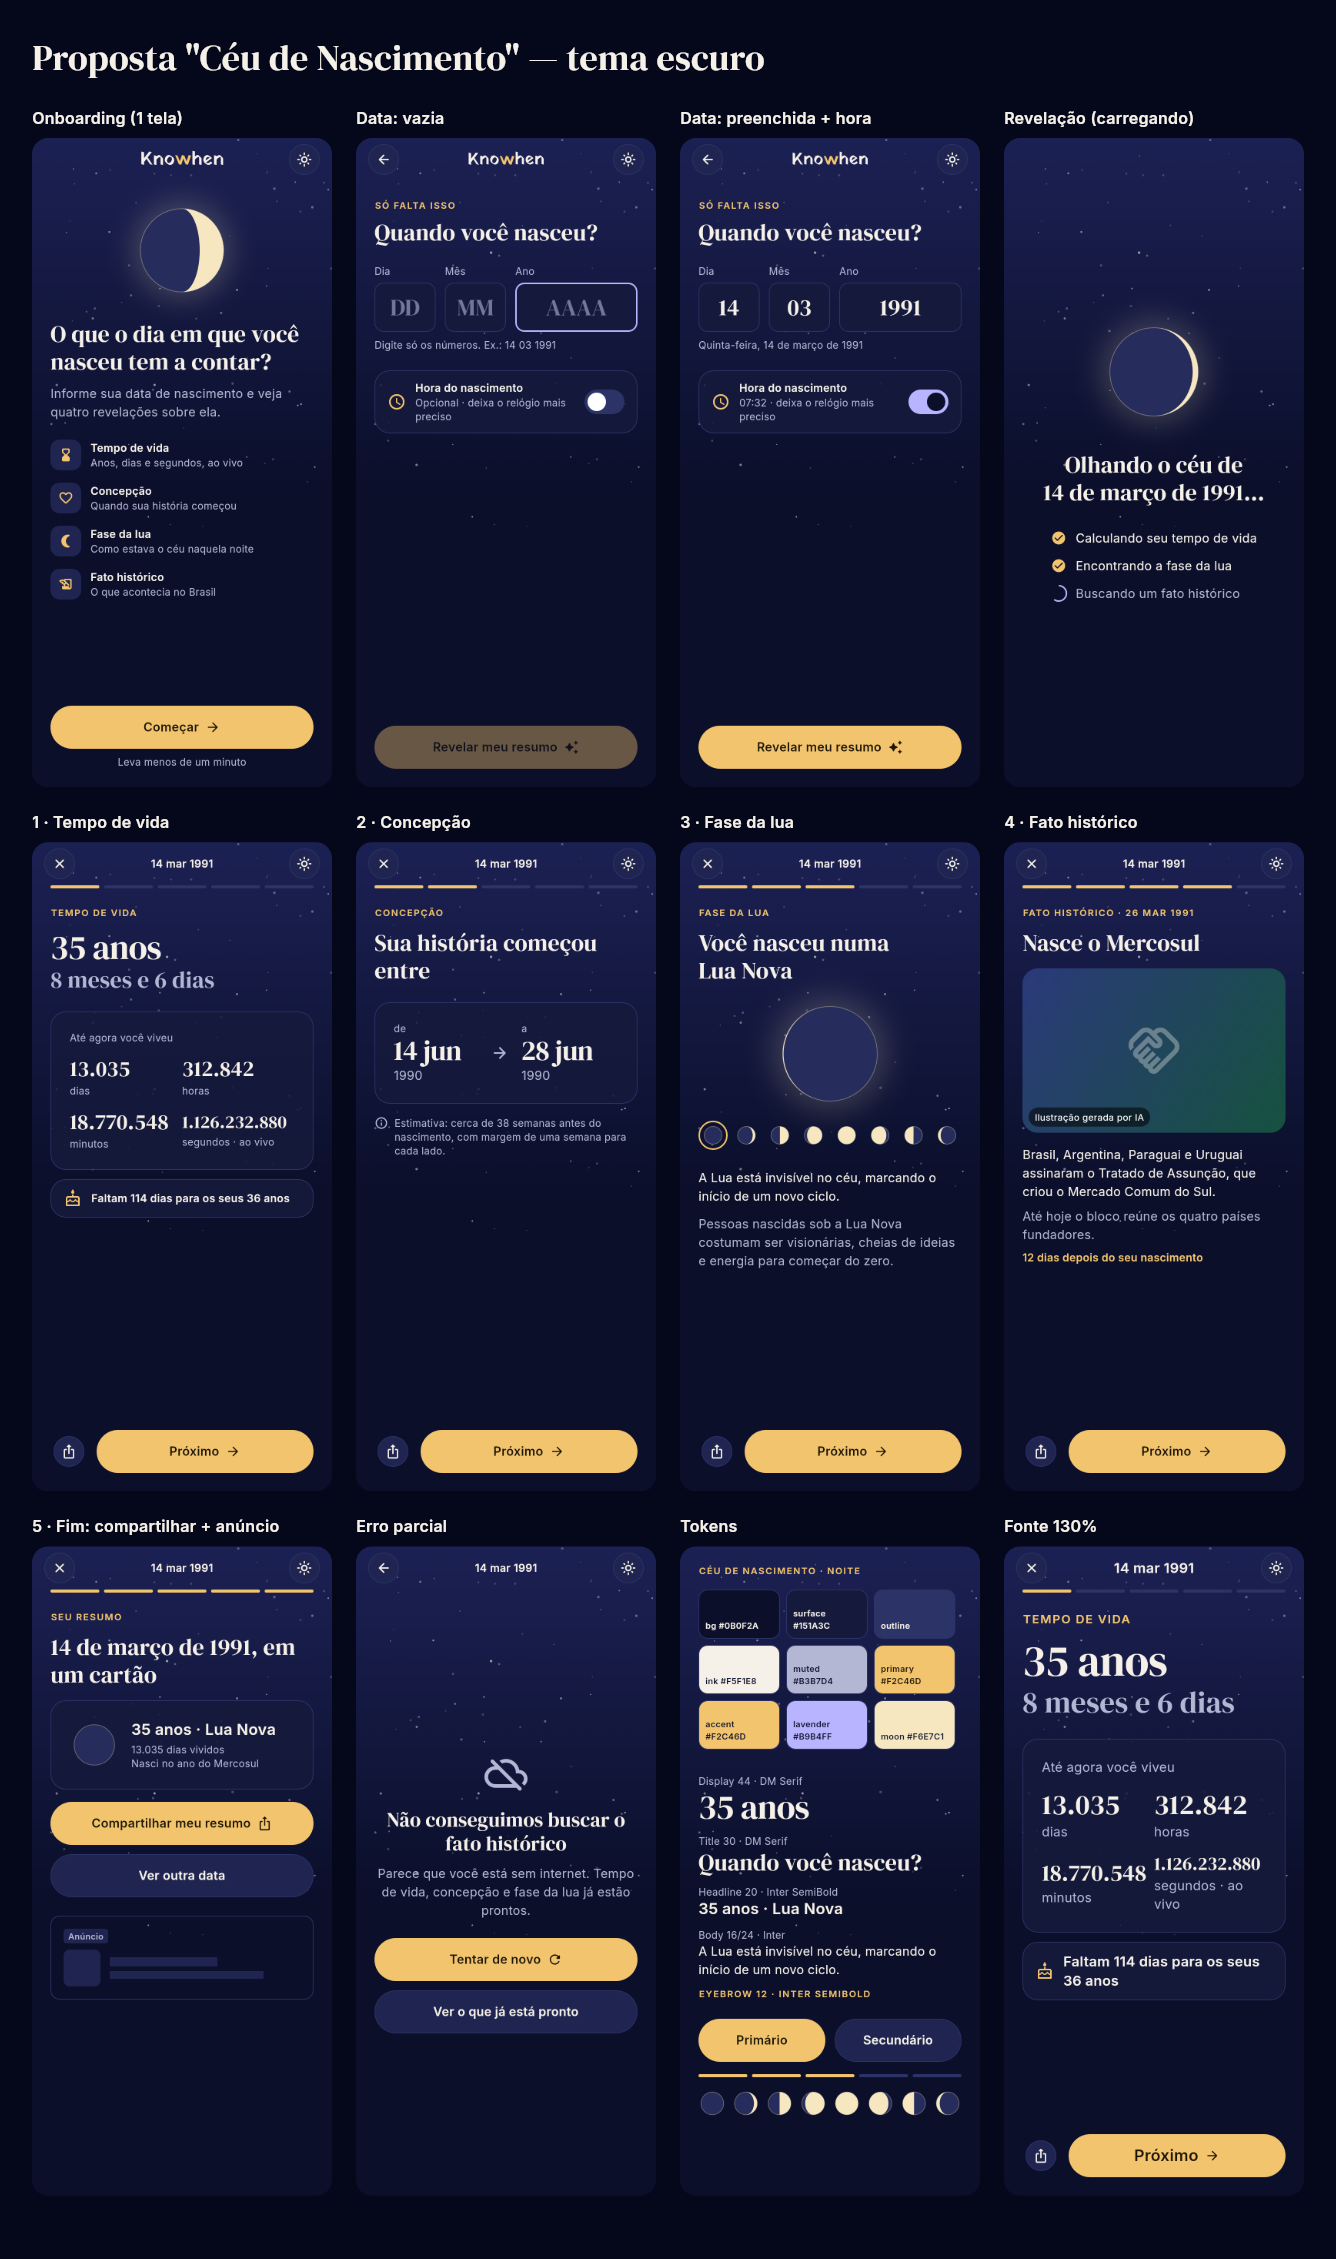 Proposta "Céu de Nascimento" — tema escuro
Onboarding (1 tela)
Knowhen
O que o dia em que você
nasceu tem a contar?
Informe sua data de nascimento e veja
quatro revelações sobre ela.
Tempo de vida
Anos, dias e segundos, ao vivo
Concepção
Quando sua história começou
Fase da lua
Como estava o céu naquela noite
Fato histórico
O que acontecia no Brasil
Começar →
Leva menos de um minuto
Data: vazia
Knowhen
SÓ FALTA ISSO
Quando você nasceu?
Dia Mês Ano
DD MM AAAA
Digite só os números. Ex.: 14 03 1991
Hora do nascimento
Opcional · deixa o relógio mais
preciso
Revelar meu resumo
Data: preenchida + hora
Knowhen
SÓ FALTA ISSO
Quando você nasceu?
Dia Mês Ano
14 03 1991
Quinta-feira, 14 de março de 1991
Hora do nascimento
07:32 · deixa o relógio mais
preciso
Revelar meu resumo
Revelação (carregando)
Olhando o céu de
14 de março de 1991...
Calculando seu tempo de vida
Encontrando a fase da lua
Buscando um fato histórico
1 · Tempo de vida
14 mar 1991
TEMPO DE VIDA
35 anos
8 meses e 6 dias
Até agora você viveu
13.035 312.842
dias horas
18.770.548 1.126.232.880
minutos segundos · ao vivo
Faltam 114 dias para os seus 36 anos
Próximo →
2 · Concepção
14 mar 1991
CONCEPÇÃO
Sua história começou
entre
de a
14 jun → 28 jun
1990 1990
Estimativa: cerca de 38 semanas antes do
nascimento, com margem de uma semana para
cada lado.
Próximo →
3 · Fase da lua
14 mar 1991
FASE DA LUA
Você nasceu numa
Lua Nova
A Lua está invisível no céu, marcando o
início de um novo ciclo.
Pessoas nascidas sob a Lua Nova
costumam ser visionárias, cheias de ideias
e energia para começar do zero.
Próximo →
4 · Fato histórico
14 mar 1991
FATO HISTÓRICO · 26 MAR 1991
Nasce o Mercosul
Ilustração gerada por IA
Brasil, Argentina, Paraguai e Uruguai
assinaram o Tratado de Assunção, que
criou o Mercado Comum do Sul.
Até hoje o bloco reúne os quatro países
fundadores.
12 dias depois do seu nascimento
Próximo →
5 · Fim: compartilhar + anúncio
14 mar 1991
SEU RESUMO
14 de março de 1991, em
um cartão
35 anos · Lua Nova
13.035 dias vividos
Nasci no ano do Mercosul
Compartilhar meu resumo
Ver outra data
Anúncio
Erro parcial
14 mar 1991
Não conseguimos buscar o
fato histórico
Parece que você está sem internet. Tempo
de vida, concepção e fase da lua já estão
prontos.
Tentar de novo
Ver o que já está pronto
Tokens
CÉU DE NASCIMENTO · NOITE
bg #0B0F2A
surface
#151A3C
outline
ink #F5F1E8
muted
#B3B7D4
primary
#F2C46D
accent
#F2C46D
lavender
#B9B4FF
moon #F6E7C1
Display 44 · DM Serif
35 anos
Title 30 · DM Serif
Quando você nasceu?
Headline 20 · Inter SemiBold
35 anos · Lua Nova
Body 16/24 · Inter
A Lua está invisível no céu, marcando o
início de um novo ciclo.
EYEBROW 12 · INTER SEMIBOLD
Primário Secundário
Fonte 130%
14 mar 1991
TEMPO DE VIDA
35 anos
8 meses e 6 dias
Até agora você viveu
13.035 312.842
dias horas
18.770.548 1.126.232.880
minutos segundos · ao
vivo
Faltam 114 dias para os seus
36 anos
Próximo →